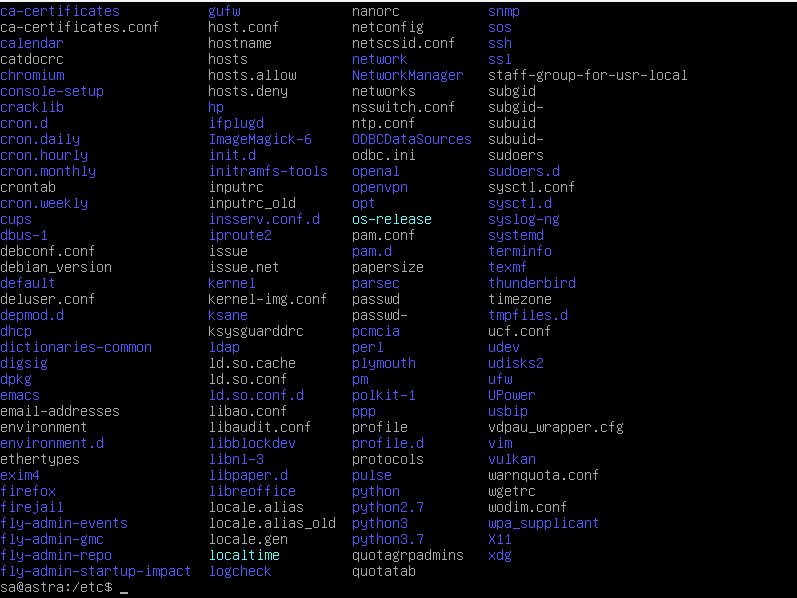 ca-certificates gufw nanorc snmp
ca-certificates.conf host.conf netconfig sos
calendar hostname netscsid.conf ssh
catdocrc hosts network ssl
chromium hosts.allow NetworkManager staff-group-for-usr-local
console-setup hosts.deny networks subgid
cracklib hp nsswitch.conf subgid-
cron.d ifplugd ntp.conf subuid
cron.daily ImageMagick-6 ODBCDataSources subuid-
cron.hourly init.d odbc.ini sudoers
cron.monthly initramfs-tools openal sudoers.d
crontab inputrc openvpn sysctl.conf
cron.weekly inputrc_old opt sysctl.d
cups insserv.conf.d os-release syslog-ng
dbus-1 iproute2 pam.conf systemd
debconf.conf issue pam.d terminfo
debian_version issue.net papersize texmf
default kernel parsec thunderbird
deluser.conf kernel-img.conf passwd timezone
depmod.d ksane passwd- tmpfiles.d
dhcp ksysguarddrc pcmcia ucf.conf
dictionaries-common ldap perl udev
digsig ld.so.cache plymouth udisks2
dpkg ld.so.conf pm ufw
emacs ld.so.conf.d polkit-1 UPower
email-addresses libao.conf ppp usbip
environment libaudit.conf profile vdpau_wrapper.cfg
environment.d libblockdev profile.d vim
ethertypes libnl-3 protocols vulkan
exim4 libpaper.d pulse warnquota.conf
firefox libreoffice python wgetrc
firejail locale.alias python2.7 wodim.conf
fly-admin-events locale.alias_old python3 wpa_supplicant
fly-admin-gmc locale.gen python3.7 X11
fly-admin-repo localtime quotagrpadmins xdg
fly-admin-startup-impact logcheck quotatab
sa@astra:/etc$ _